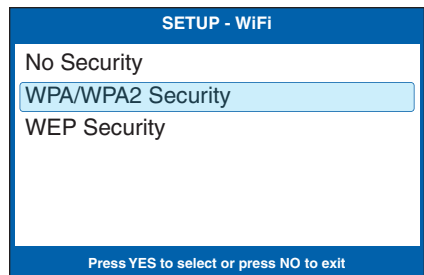 SETUP - WiFi
No Security
WPA/WPA2 Security
WEP Security
Press YES to select or press NO to exit